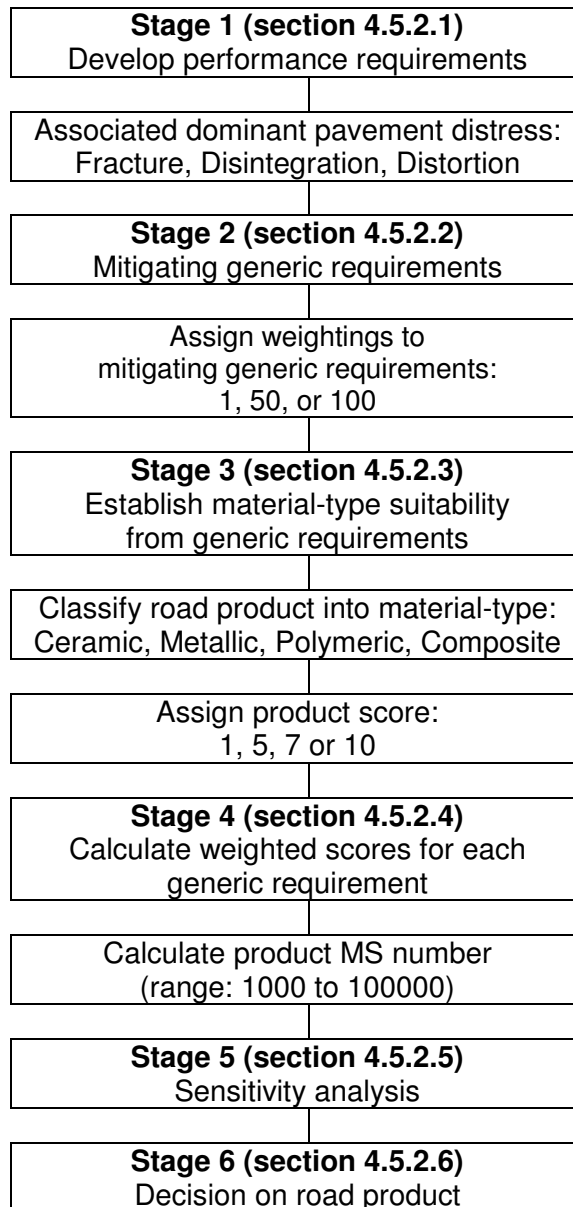 Stage 1 (section 4.5.2.1)
Develop performance requirements
Associated dominant pavement distress:
Fracture, Disintegration, Distortion
Stage 2 (section 4.5.2.2)
Mitigating generic requirements
Assign weightings to
mitigating generic requirements:
1, 50, or 100
Stage 3 (section 4.5.2.3)
Establish material-type suitability
from generic requirements
Classify road product into material-type:
Ceramic, Metallic, Polymeric, Composite
Assign product score:
1, 5, 7 or 10
Stage 4 (section 4.5.2.4)
Calculate weighted scores for each
generic requirement
Calculate product MS number
(range: 1000 to 100000)
Stage 5 (section 4.5.2.5)
Sensitivity analysis
Stage 6 (section 4.5.2.6)
Decision on road product